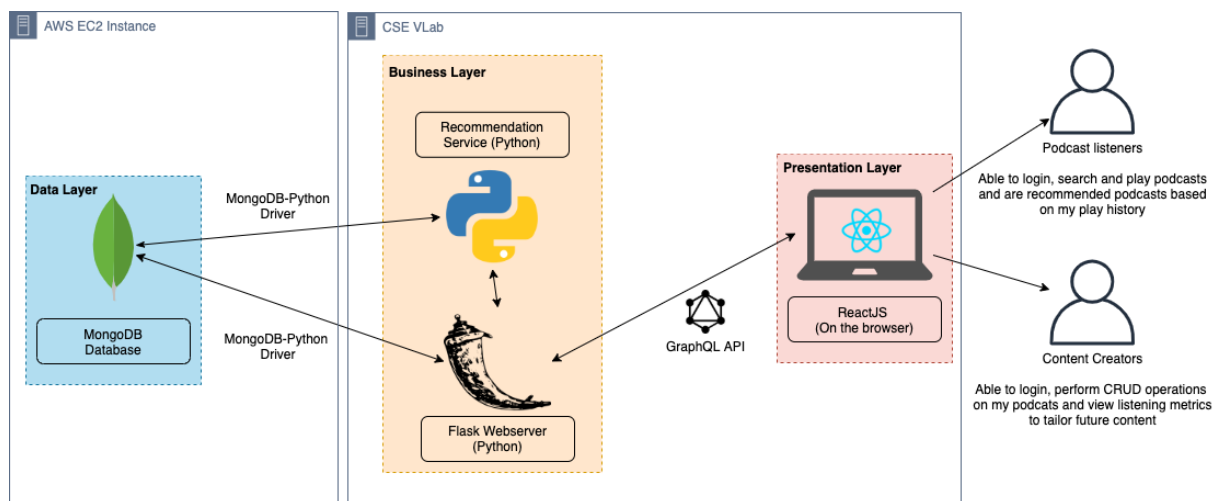 AWS EC2 Instance
CSE VLab
Business Layer
Recommendation
Service (Python)
Data Layer
MongoDB
Database
MongoDB-Python
Driver
MongoDB-Python
Driver
Flask Webserver
(Python)
GraphQL API
Presentation Layer
ReactJS
(On the browser)
Podcast listeners
Able to login, search and play podcasts
and are recommended podcasts based
on my play history
Content Creators
Able to login, perform CRUD operations
on my podcats and view listening metrics
to tailor future content